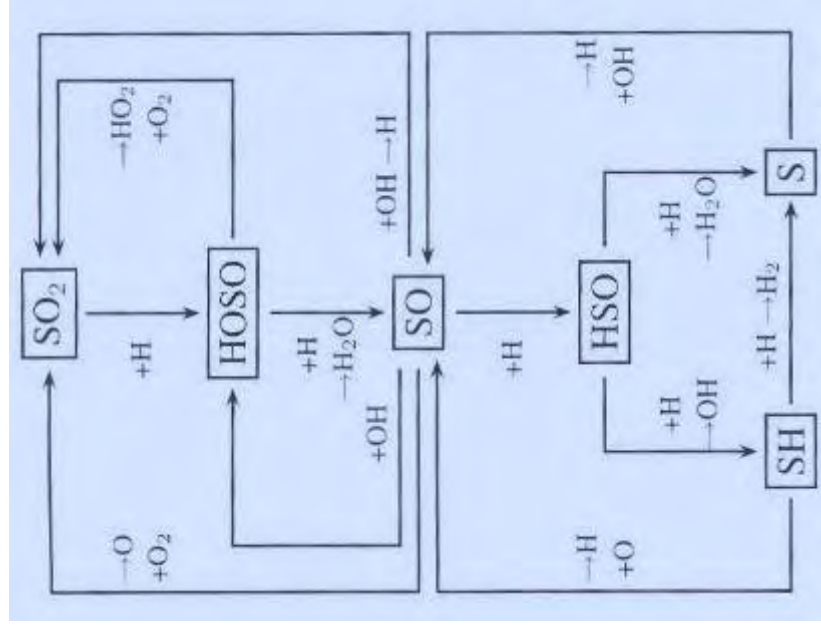 →H
+OH
→HO₂
+O₂
+OH →H
S
+H
→H₂O
SO₂
HOSO
SO
HSO
+H →H₂
+H
+H
→H₂O
+H
+H
→OH
+OH
SH
→O
+O₂
→H
+O